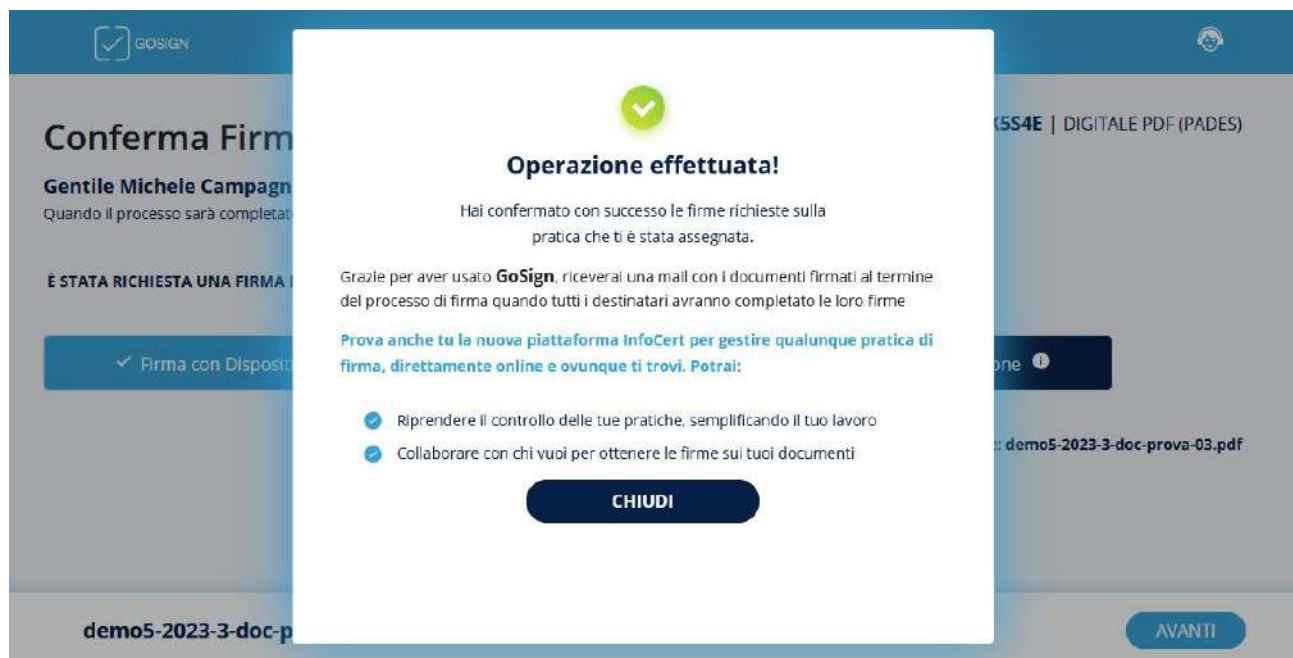 GOSIGN
Conferma Firm
K5S4E | DIGITALE PDF (PADES)
Gentile Michele Campagn
Quando il processo sarà completat
È STATA RICHIESTA UNA FIRMA
Firma con Disposit
one
: demo5-2023-3-doc-prova-03.pdf
Operazione effettuata!
Hai confermato con successo le firme richieste sulla
pratica che ti è stata assegnata.
Grazie per aver usato GoSign, riceverai una mail con i documenti firmati al termine
del processo di firma quando tutti i destinatari avranno completato le loro firme
Prova anche tu la nuova piattaforma InfoCert per gestire qualunque pratica di
firma, direttamente online e ovunque ti trovi. Potrai:
Riprendere il controllo delle tue pratiche, semplificando il tuo lavoro
Collaborare con chi vuoi per ottenere le firme sui tuoi documenti
CHIUDI
demo5-2023-3-doc-p
AVANTI